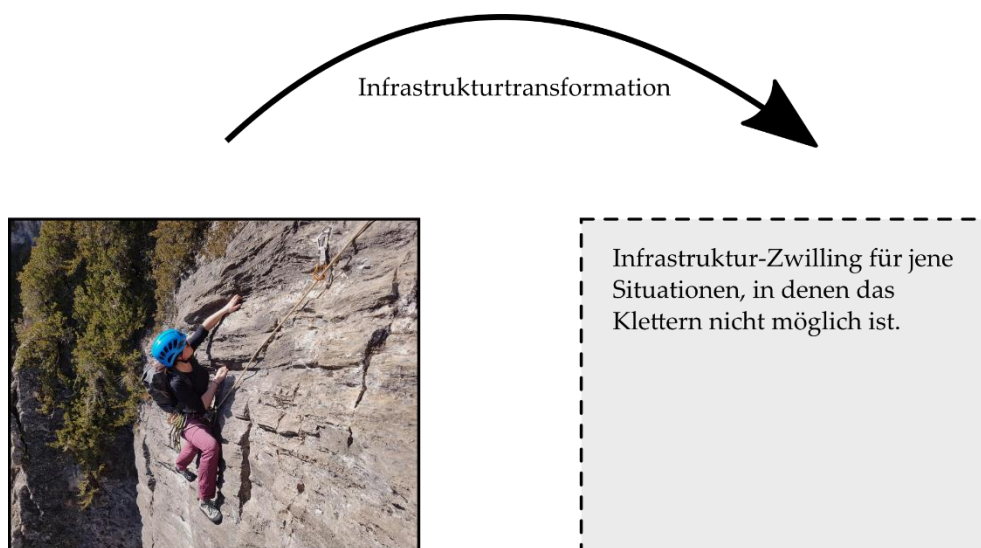 Infrastrukturtransformation
Infrastruktur-Zwilling für jene
Situationen, in denen das
Klettern nicht möglich ist.